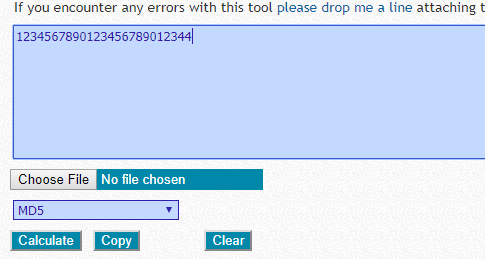 If you encounter any errors with this tool please drop me a line attaching t
1234567890123456789012344
Choose File No file chosen
MD5
Calculate Copy Clear